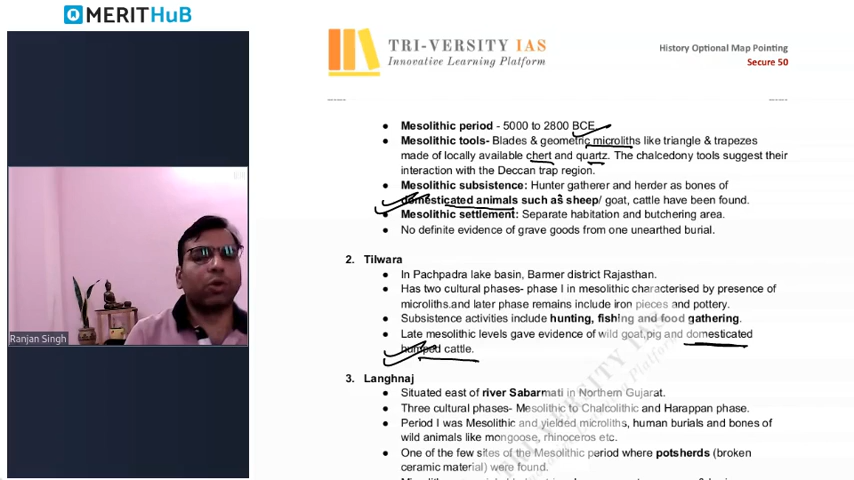 MERITHUB
TRI-VERSITY IAS
Innovative Learning Platform
History Optional Map Pointing
Secure 50
• Mesolithic period - 5000 to 2800 BCE
• Mesolithic tools- Blades & geometric microliths like triangle & trapezes
made of locally available chert and quartz. The chalcedony tools suggest their
interaction with the Deccan trap region.
• Mesolithic subsistence: Hunter gatherer and herder as bones of
domesticated animals such as sheep/ goat, cattle have been found.
• Mesolithic settlement: Separate habitation and butchering area.
• No definite evidence of grave goods from one unearthed burial.
2. Tilwara
• In Pachpadra lake basin, Barmer district Rajasthan.
• Has two cultural phases- phase I in mesolithic characterised by presence of
microliths.and later phase remains include iron pieces and pottery.
• Subsistence activities include hunting, fishing and food gathering.
• Late mesolithic levels gave evidence of wild goat,pig and domesticated
humped cattle.
3. Langhnaj
• Situated east of river Sabarmati in Northern Gujarat.
• Three cultural phases- Mesolithic to Chalcolithic and Harappan phase.
• Period I was Mesolithic and yielded microliths, human burials and bones of
wild animals like mongoose, rhinoceros etc.
• One of the few sites of the Mesolithic period where potsherds (broken
ceramic material) were found.
Ranjan Singh
TRI-VERSITY IAS